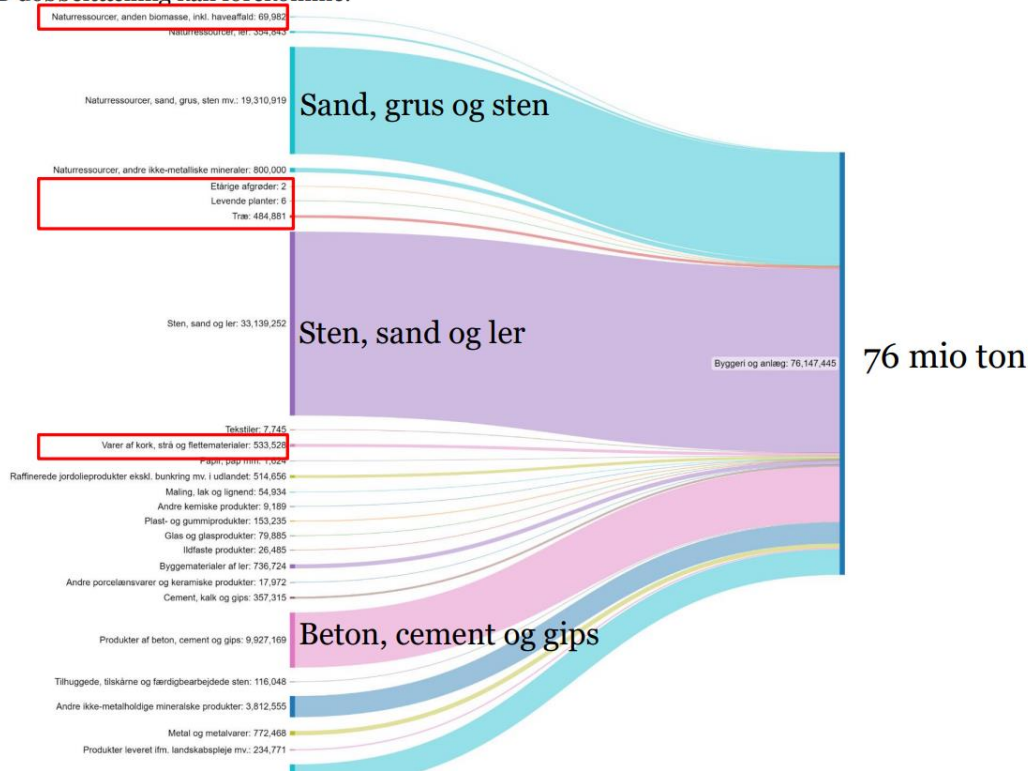 dobbelttælling kan forekomme.
Naturressourcer, anden biomasse, inkl. haveaffald: 69,982
Naturressourcer, ler: 354,843
Naturressourcer, sand, grus, sten mv.: 19,310,919
Sand, grus og sten
Naturressourcer, andre ikke-metalliske mineraler: 800,000
Etårige afgrøder: 2
Levende planter: 6
Træ: 484,881
Sten, sand og ler: 33,139,252
Sten, sand og ler
Byggeri og anlæg: 76,147,445
76 mio ton
Tekstiler: 7,745
Varer af kork, strå og flettematerialer: 533,528
Papir, pap mm.: 1,624
Raffinerede jordolieprodukter ekskl. bunkring mv. i udlandet: 514,656
Maling, lak og lignend: 54,934
Andre kemiske produkter: 9,189
Plast- og gummiprodukter: 153,235
Glas og glasprodukter: 79,885
Ildfaste produkter: 26,485
Byggematerialer af ler: 736,724
Andre porcelænsvarer og keramiske produkter: 17,972
Cement, kalk og gips: 357,315
Produkter af beton, cement og gips: 9,927,169
Beton, cement og gips
Tilhuggede, tilskårne og færdigbearbejdede sten: 116,048
Andre ikke-metalholdige mineralske produkter: 3,812,555
Metal og metalvarer: 772,468
Produkter leveret ifm. landskabspleje mv.: 234,771